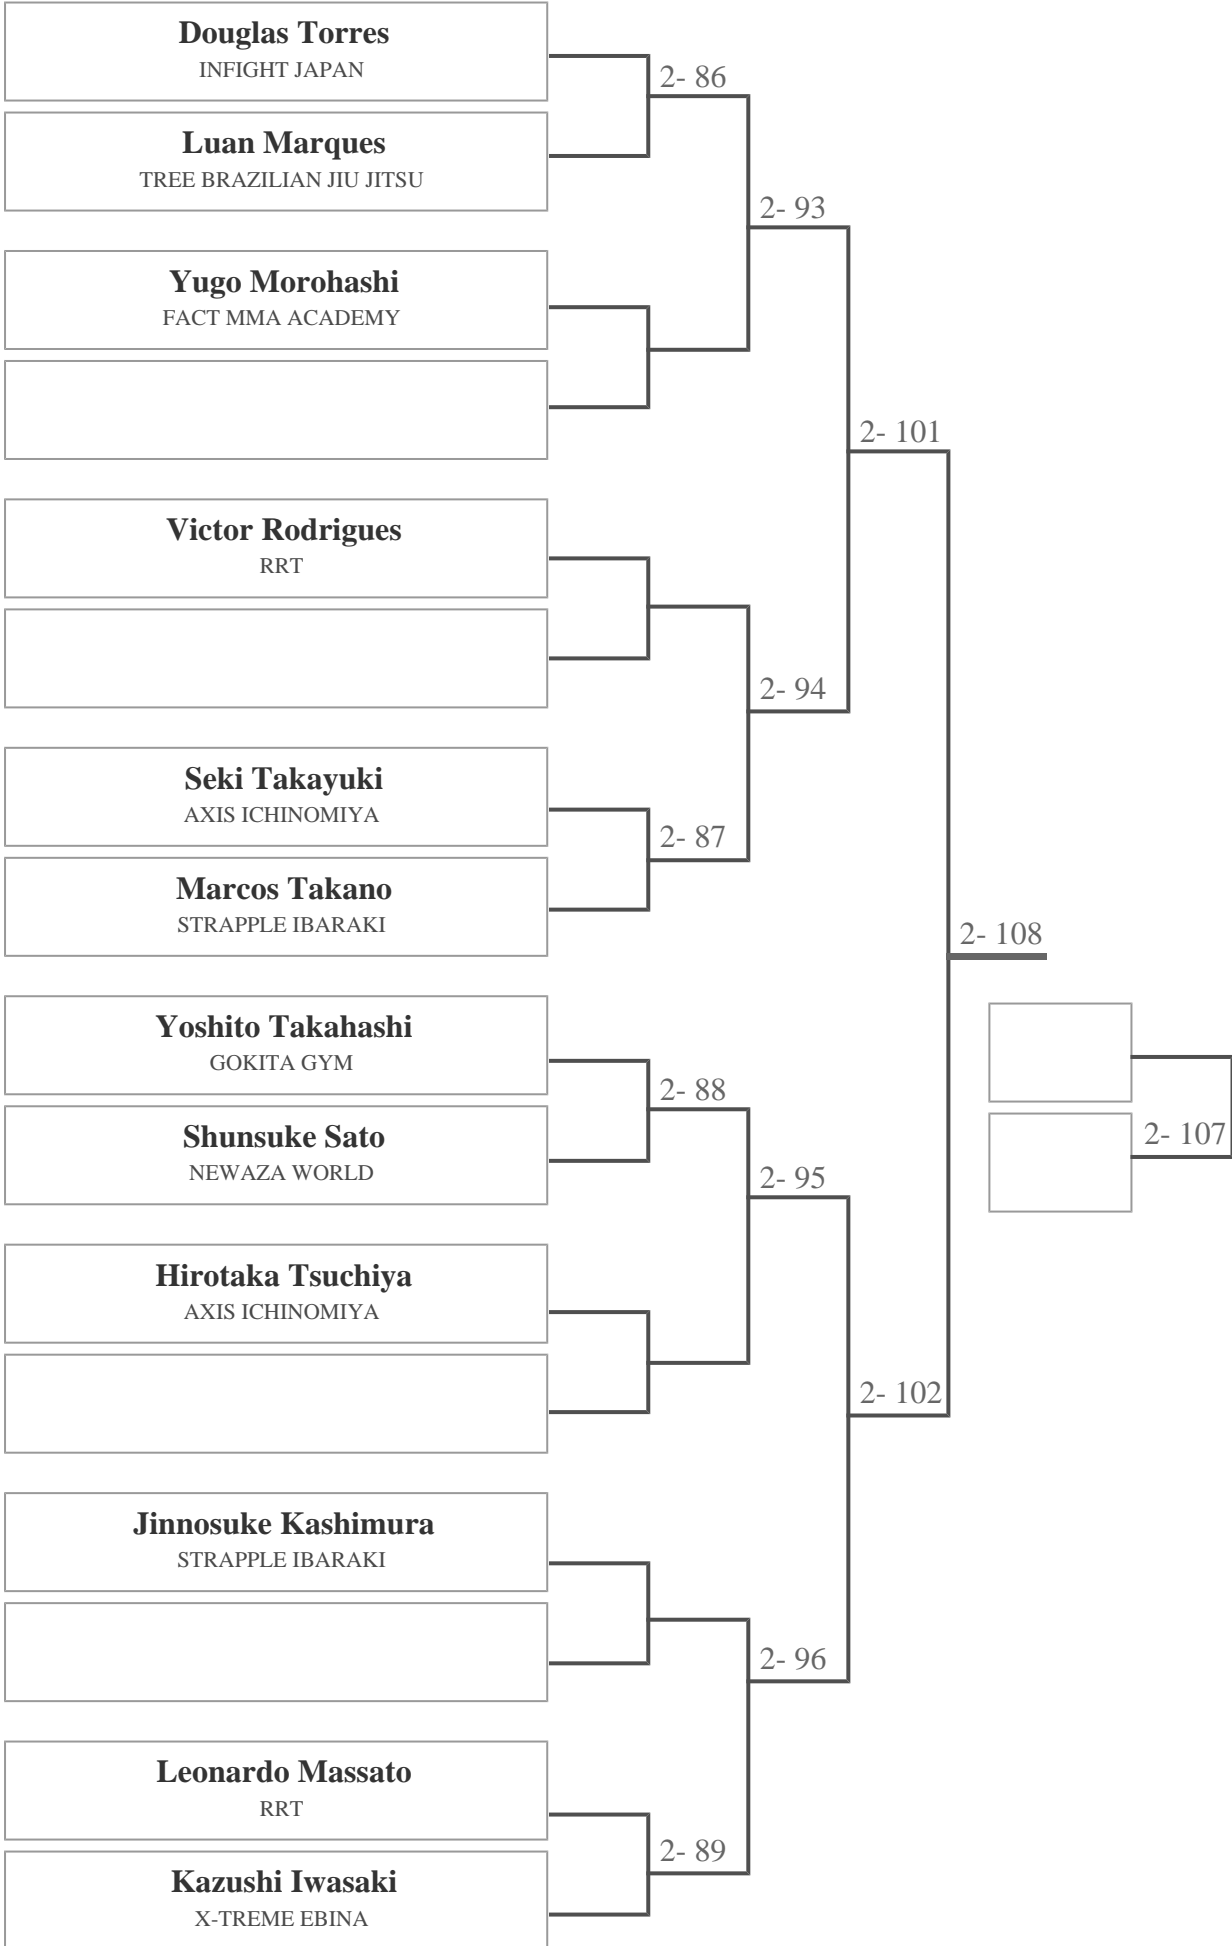 Douglas Torres
INFIGHT JAPAN
2- 86
Luan Marques
TREE BRAZILIAN JIU JITSU
2- 93
Yugo Morohashi
FACT MMA ACADEMY
2- 101
Victor Rodrigues
RRT
2- 94
Seki Takayuki
AXIS ICHINOMIYA
2- 87
Marcos Takano
STRAPPLE IBARAKI
2- 108
Yoshito Takahashi
GOKITA GYM
2- 88
Shunsuke Sato
NEWAZA WORLD
2- 107
2- 95
Hirotaka Tsuchiya
AXIS ICHINOMIYA
2- 102
Jinnosuke Kashimura
STRAPPLE IBARAKI
2- 96
Leonardo Massato
RRT
2- 89
Kazushi Iwasaki
X-TREME EBINA